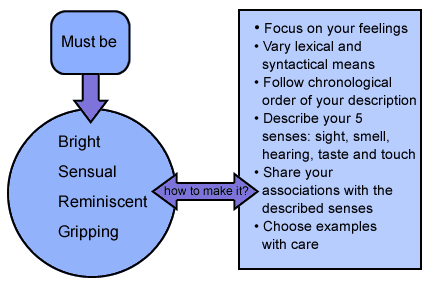 Must be
Bright
Sensual
Reminiscent
Gripping
how to make it?
• Focus on your feelings
• Vary lexical and
syntactical means
• Follow chronological
order of your description
• Describe your 5
senses: sight, smell,
hearing, taste and touch
• Share your
associations with the
described senses
• Choose examples
with care